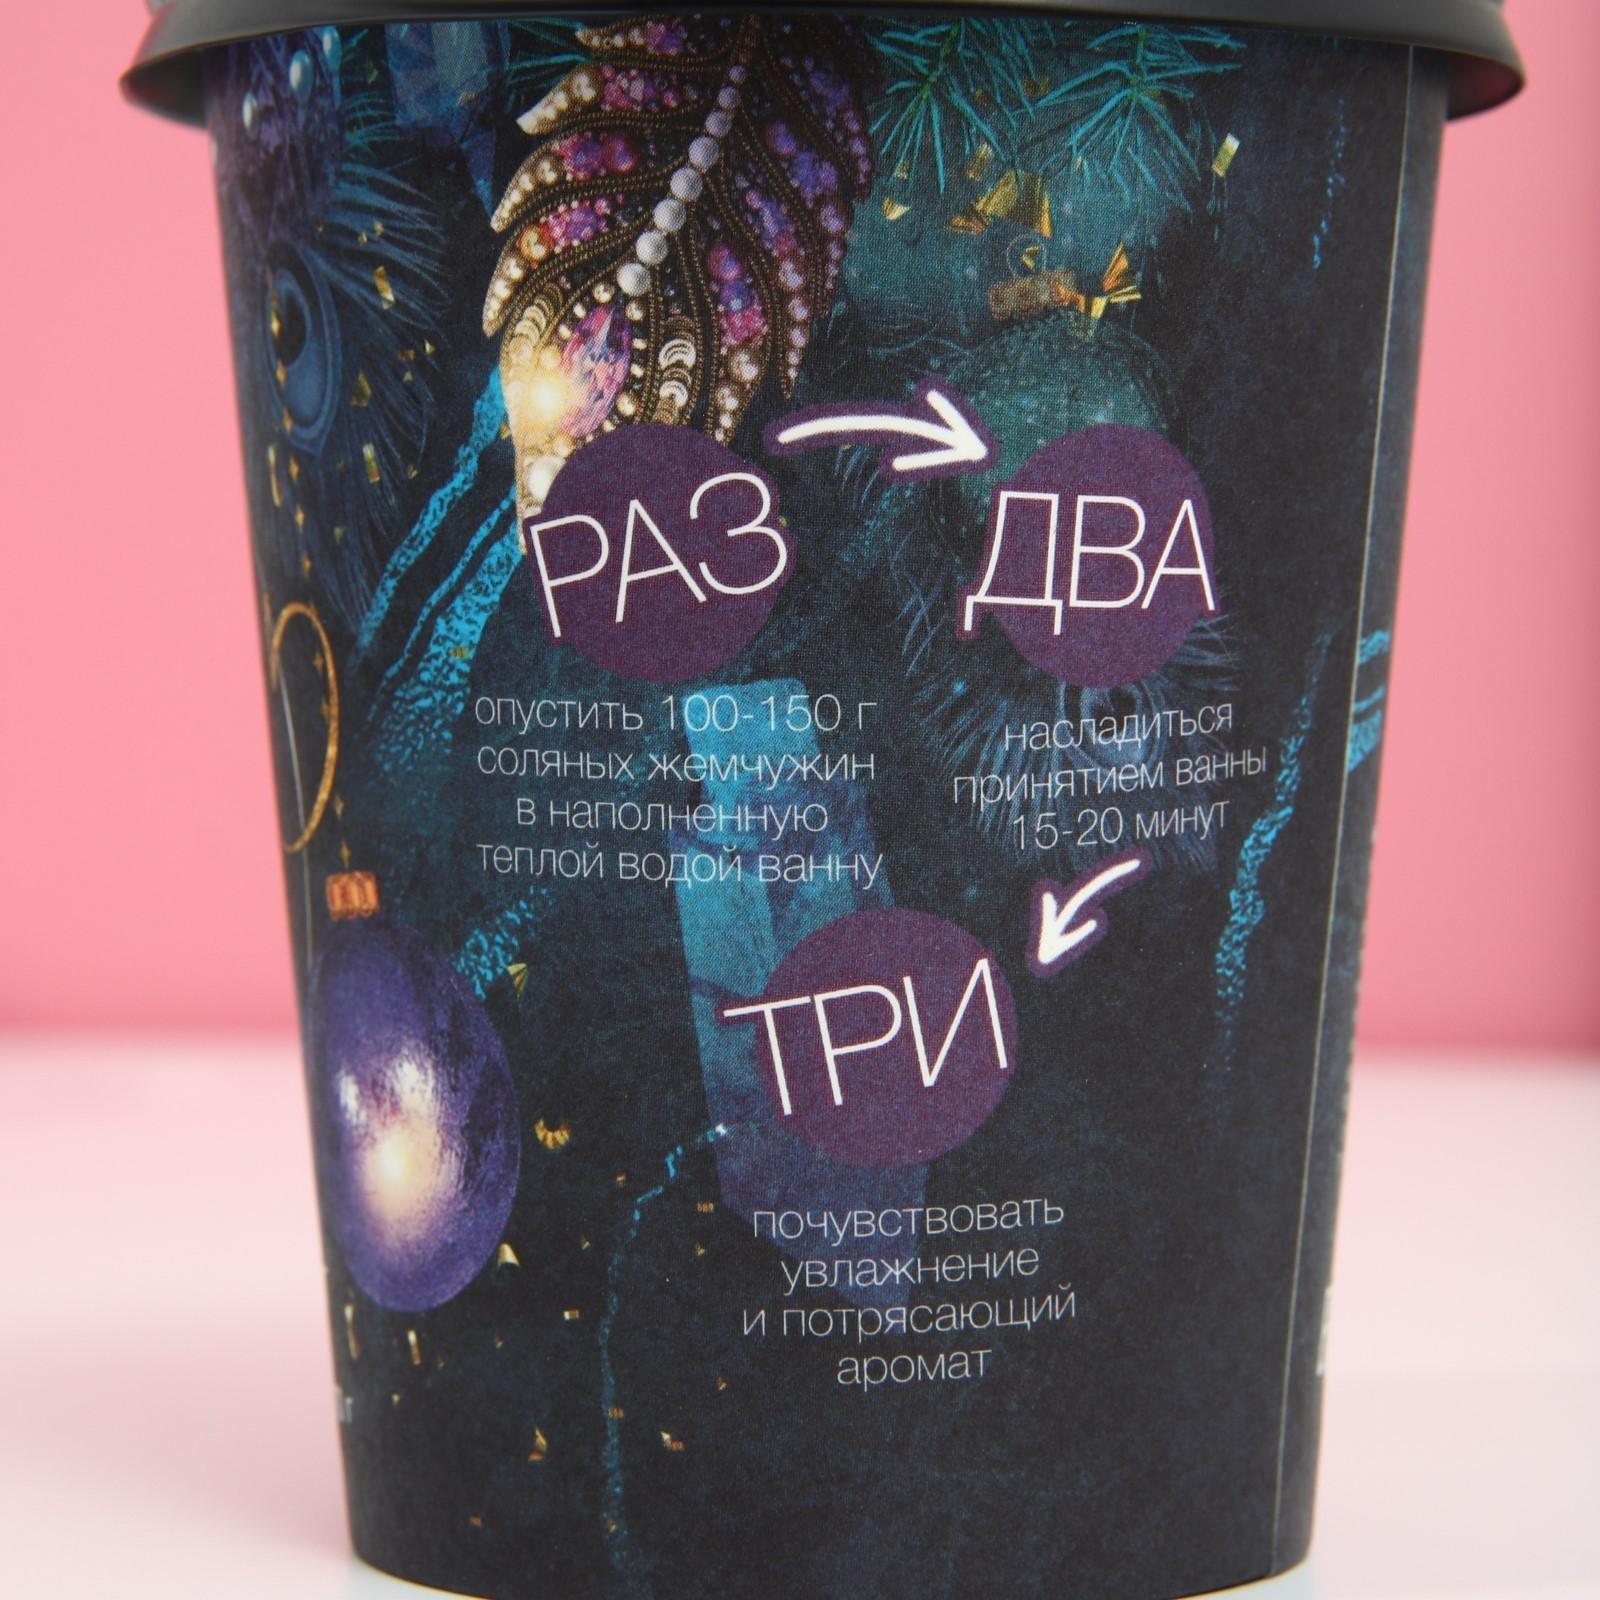 РАЗ
опустить 100-150 г
соляных жемчужин
в наполненную
теплой водой ванну
ДВА
насладиться
принятием ванны
15-20 минут
ТРИ
почувствовать
увлажнение
и потрясающий
аромат